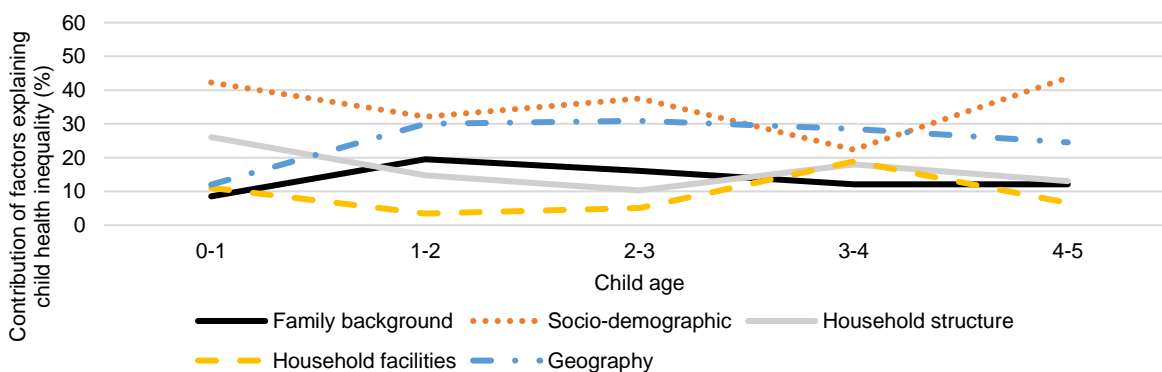 Contribution of factors explaining
child health inequality (%)
60
50
40
30
20
10
0
0-1 1-2 2-3 3-4 4-5
Child age
Family background Socio-demographic Household structure
Household facilities Geography